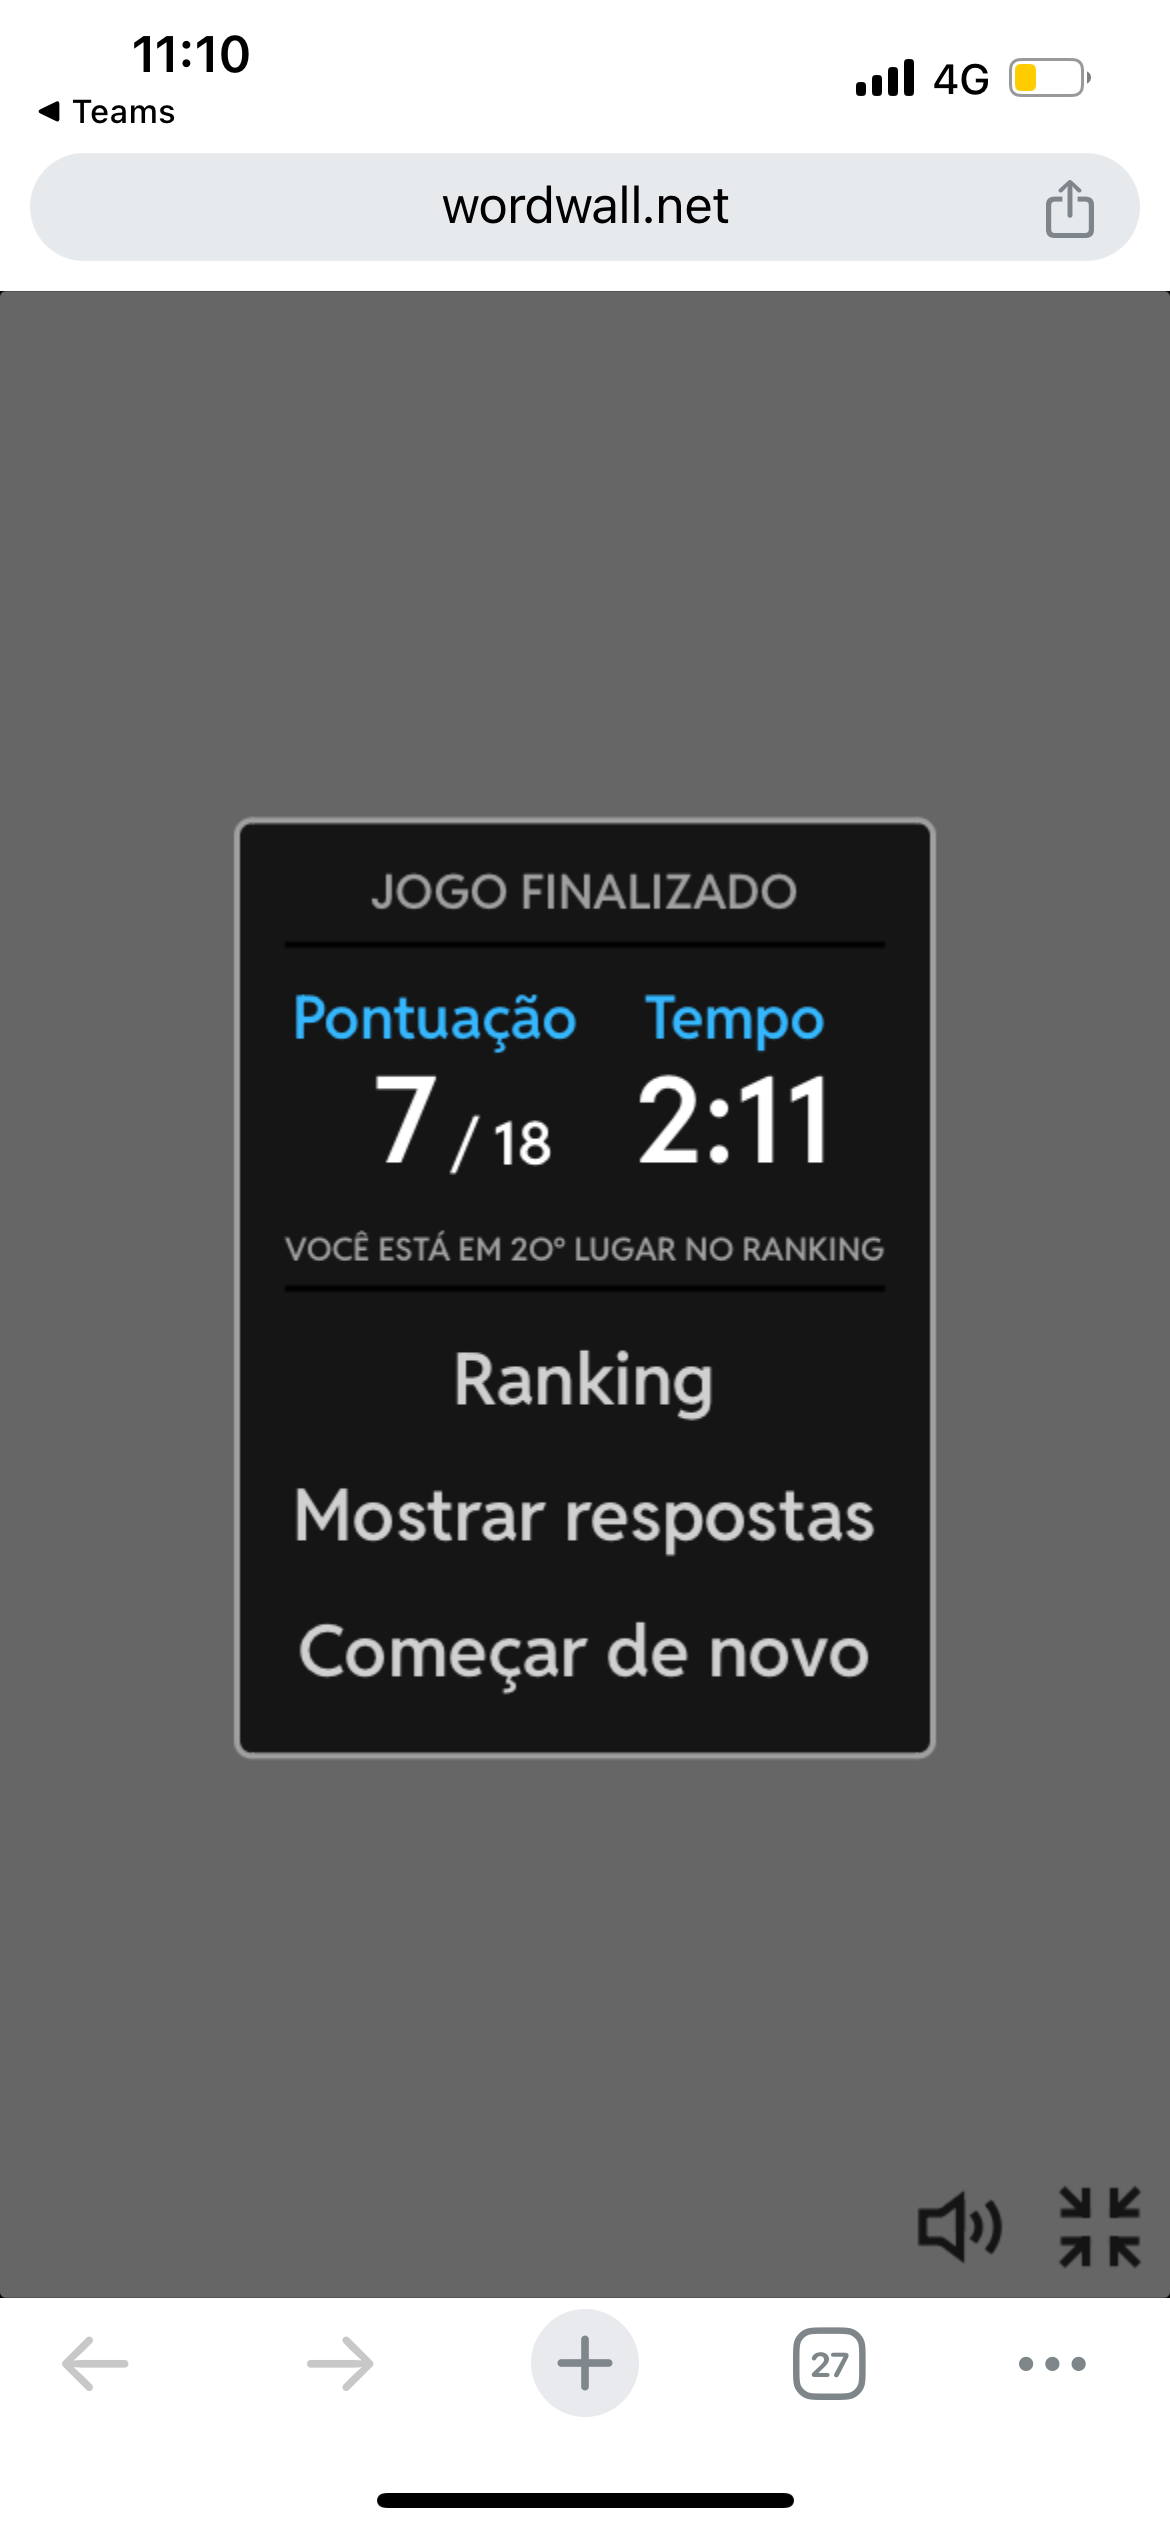 11:10
4G
◀ Teams
wordwall.net
JOGO FINALIZADO
Pontuação Tempo
7 / 18 2:11
VOCÊ ESTÁ EM 20º LUGAR NO RANKING
Ranking
Mostrar respostas
Começar de novo
27